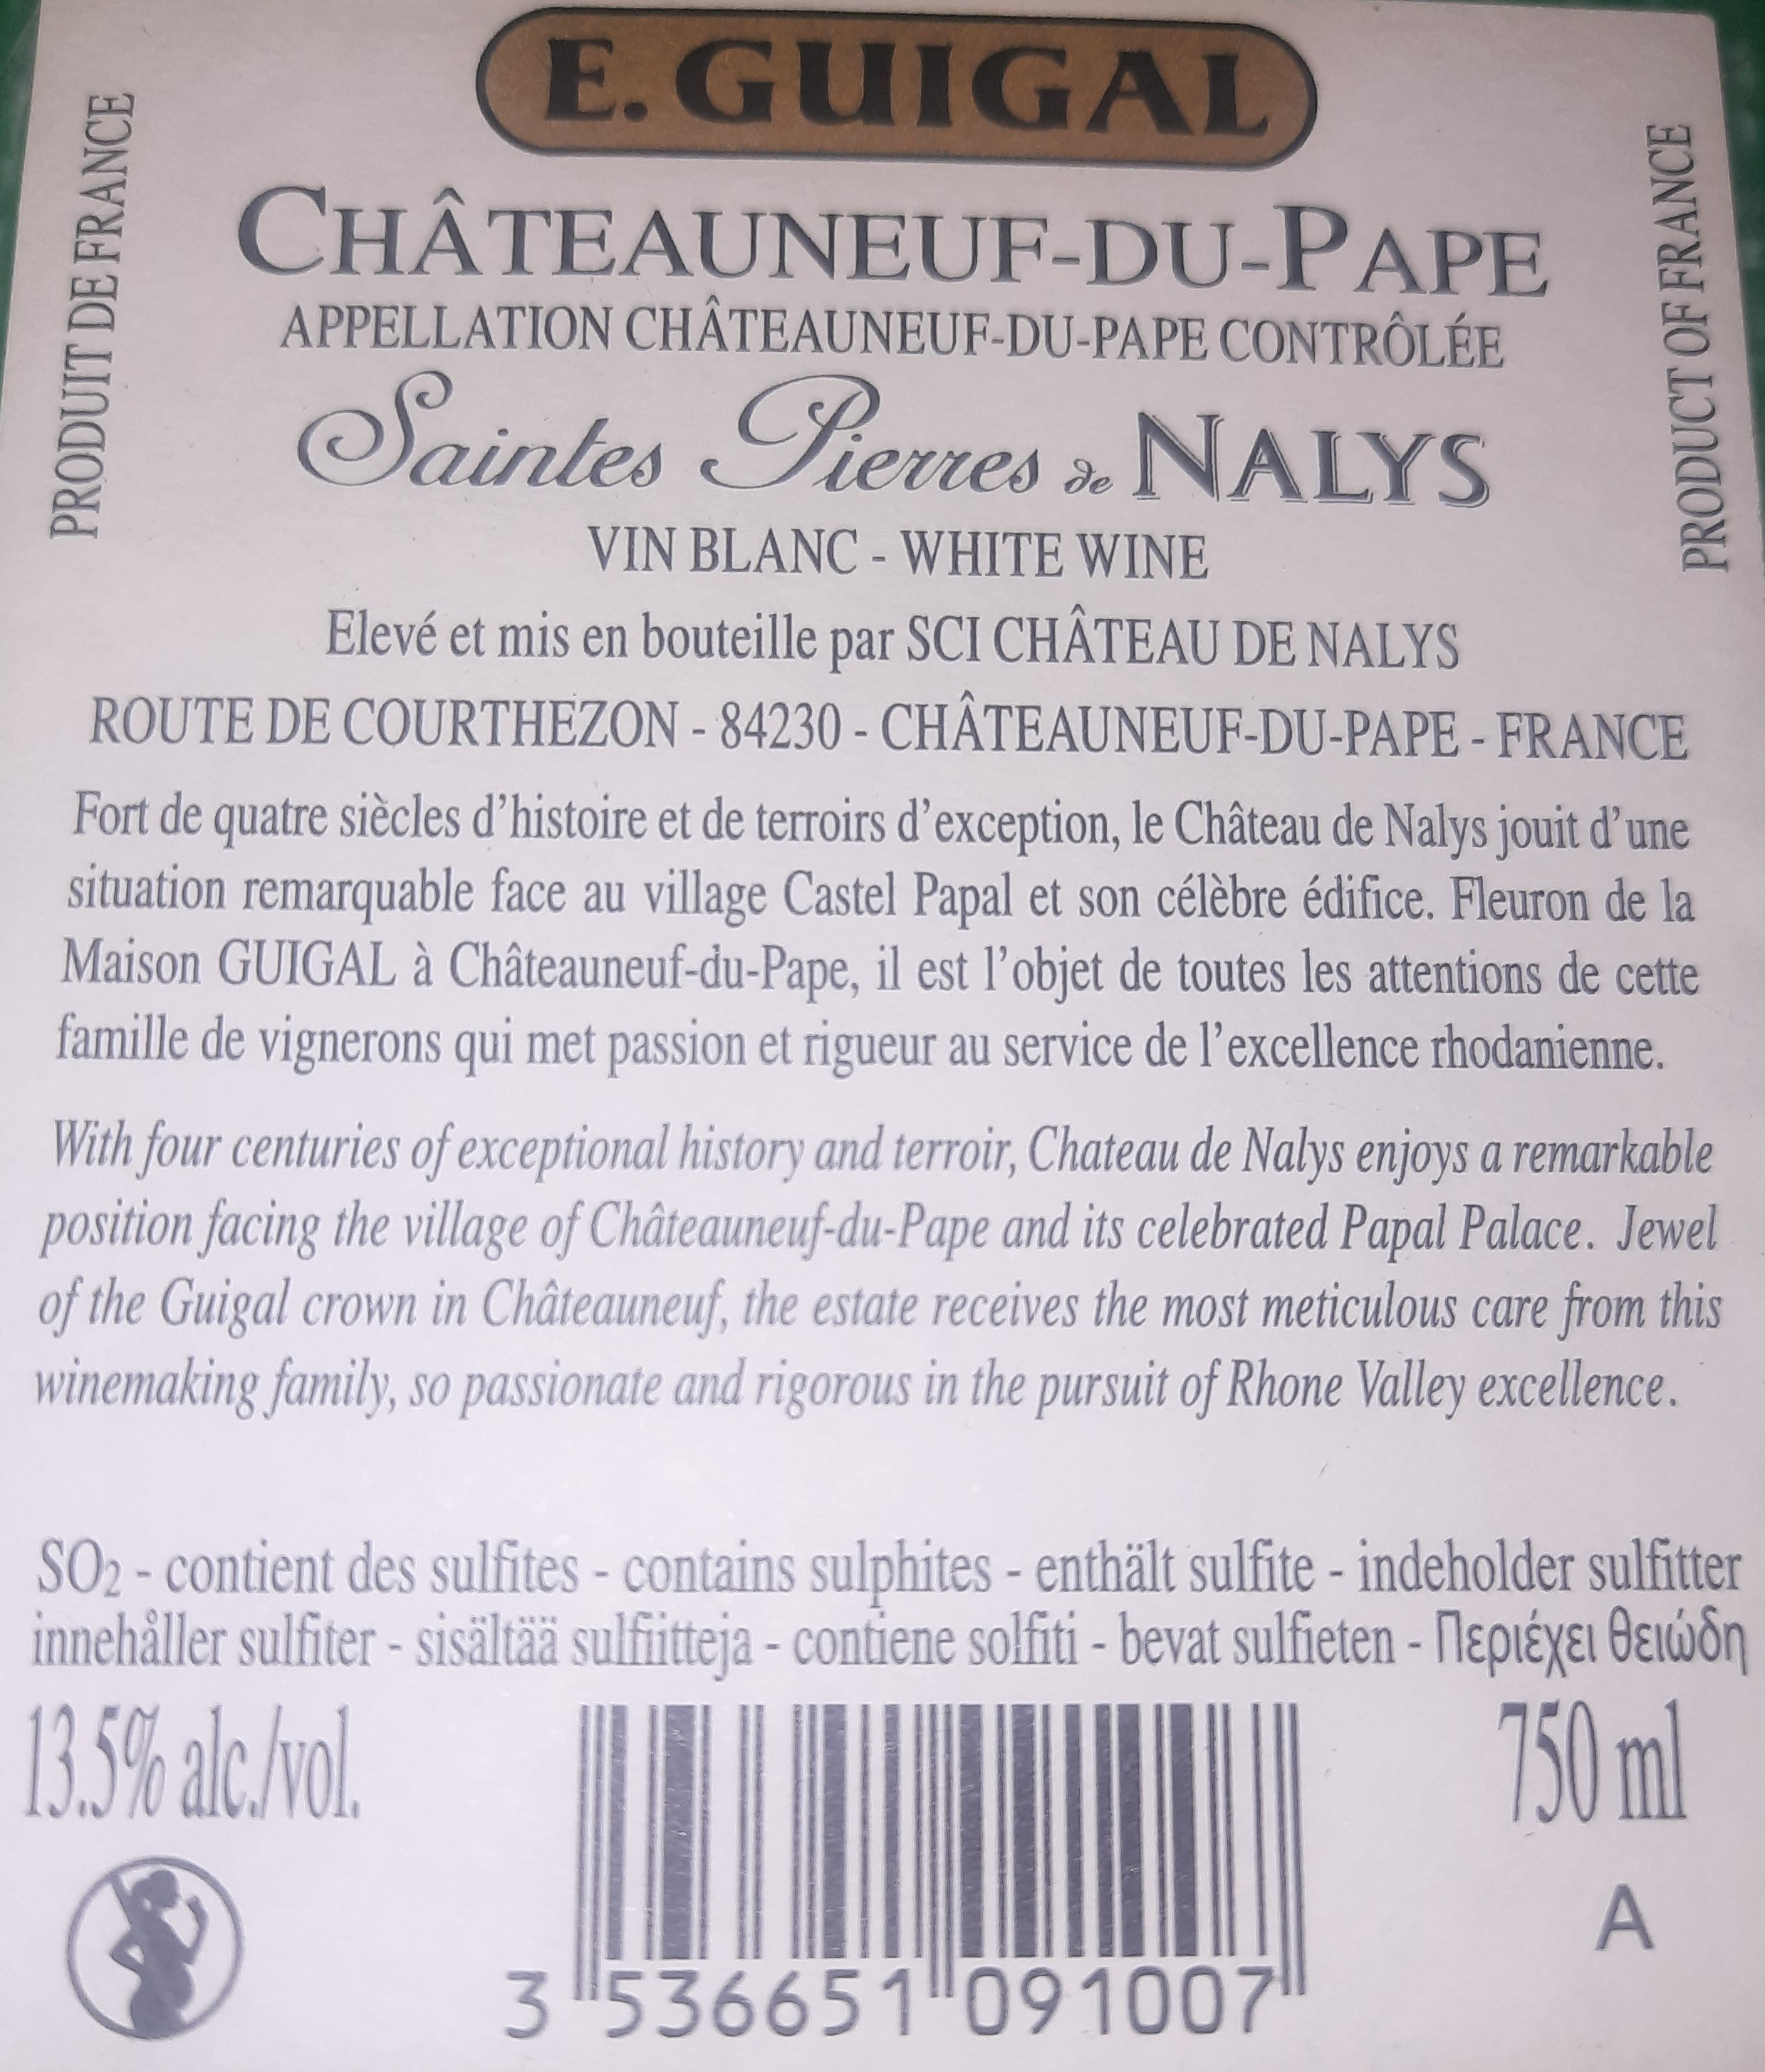 E. GUIGAL
PRODUIT DE FRANCE
PRODUCT OF FRANCE
CHÂTEAUNEUF-DU-PAPE
APPELLATION CHÂTEAUNEUF-DU-PAPE CONTRÔLÉE
Saintes Pierres de NALYS
VIN BLANC - WHITE WINE
Elevé et mis en bouteille par SCI CHÂTEAU DE NALYS
ROUTE DE COURTHEZON - 84230 - CHÂTEAUNEUF-DU-PAPE - FRANCE
Fort de quatre siècles d'histoire et de terroirs d'exception, le Château de Nalys jouit d'une
situation remarquable face au village Castel Papal et son célèbre édifice. Fleuron de la
Maison GUIGAL à Châteauneuf-du-Pape, il est l'objet de toutes les attentions de cette
famille de vignerons qui met passion et rigueur au service de l'excellence rhodanienne.
With four centuries of exceptional history and terroir, Chateau de Nalys enjoys a remarkable
position facing the village of Châteauneuf-du-Pape and its celebrated Papal Palace. Jewel
of the Guigal crown in Châteauneuf, the estate receives the most meticulous care from this
winemaking family, so passionate and rigorous in the pursuit of Rhone Valley excellence.
SO2 - contient des sulfites - contains sulphites - enthält sulfite - indeholder sulfitter
innehåller sulfiter - sisältää sulfiitteja - contiene solfiti - bevat sulfieten - Περιέχει θειώδη
13.5% alc./vol.
750 ml
A
3 536651 091007